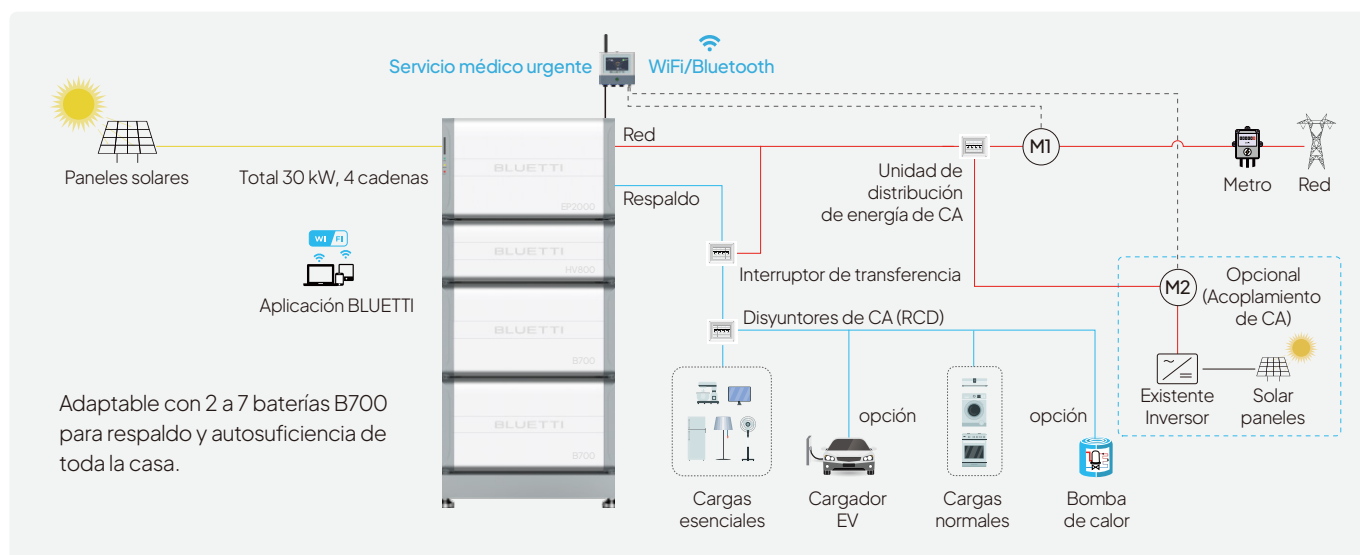 Servicio médico urgente
WiFi/Bluetooth
Paneles solares
Total 30 kW, 4 cadenas
WI FI
Aplicación BLUETTI
Adaptable con 2 a 7 baterías B700
para respaldo y autosuficiencia de
toda la casa.
BLUETTI
EP2000
BLUETTI
HV800
BLUETTI
B700
BLUETTI
B700
Red
Respaldo
Unidad de
distribución
de energía de CA
M1
Metro
Red
Interruptor de transferencia
Disyuntores de CA (RCD)
M2
Opcional
(Acoplamiento
de CA)
Existente
Inversor
Solar
paneles
opción
opción
Cargas
esenciales
Cargador
EV
Cargas
normales
Bomba
de calor